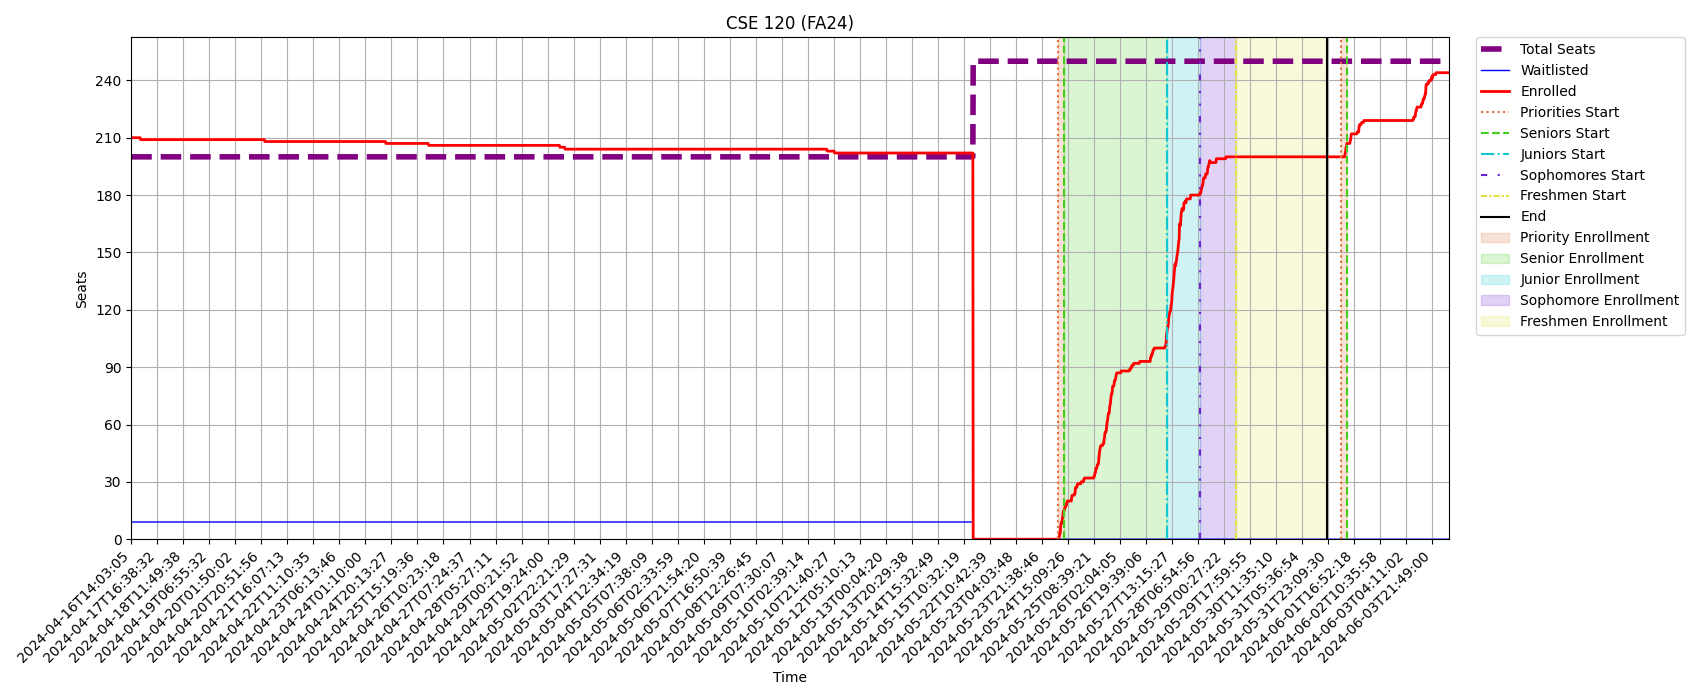 CSE 120 (FA24)
Total Seats
Waitlisted
Enrolled
Priorities Start
Seniors Start
Juniors Start
Sophomores Start
Freshmen Start
End
Priority Enrollment
Senior Enrollment
Junior Enrollment
Sophomore Enrollment
Freshmen Enrollment
Seats
240
210
180
150
120
90
60
30
0
2024-04-16T14:03:05
2024-04-17T16:38:32
2024-04-18T11:49:38
2024-04-19T06:55:32
2024-04-20T01:50:02
2024-04-20T20:51:56
2024-04-21T16:07:13
2024-04-22T11:10:35
2024-04-23T06:13:46
2024-04-24T01:10:00
2024-04-24T20:13:27
2024-04-25T15:19:36
2024-04-26T10:23:18
2024-04-27T07:24:37
2024-04-28T05:27:11
2024-04-29T00:21:52
2024-04-29T19:24:00
2024-05-02T22:21:29
2024-05-03T17:27:31
2024-05-04T12:34:19
2024-05-05T07:38:09
2024-05-06T02:33:59
2024-05-06T21:54:20
2024-05-07T16:50:39
2024-05-08T12:26:45
2024-05-09T07:30:07
2024-05-10T02:39:14
2024-05-10T21:40:27
2024-05-12T05:10:13
2024-05-13T00:04:20
2024-05-13T20:29:38
2024-05-14T15:32:49
2024-05-15T10:32:19
2024-05-22T10:42:39
2024-05-23T04:03:48
2024-05-23T21:38:46
2024-05-24T15:09:26
2024-05-25T08:39:21
2024-05-26T02:04:05
2024-05-26T19:39:06
2024-05-27T13:15:27
2024-05-28T06:54:56
2024-05-29T00:27:22
2024-05-29T17:59:55
2024-05-30T11:35:10
2024-05-31T05:36:54
2024-05-31T23:09:30
2024-06-01T16:52:18
2024-06-02T10:35:58
2024-06-03T04:11:02
2024-06-03T21:49:00
Time